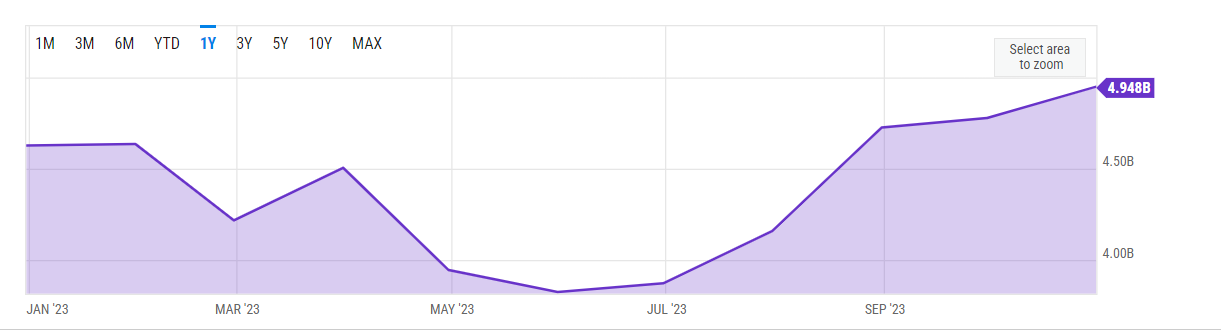 1M 3M 6M YTD 1Y 3Y 5Y 10Y MAX
Select area
to zoom
4.948B
4.50B
4.00B
JAN '23 MAR '23 MAY '23 JUL '23 SEP '23